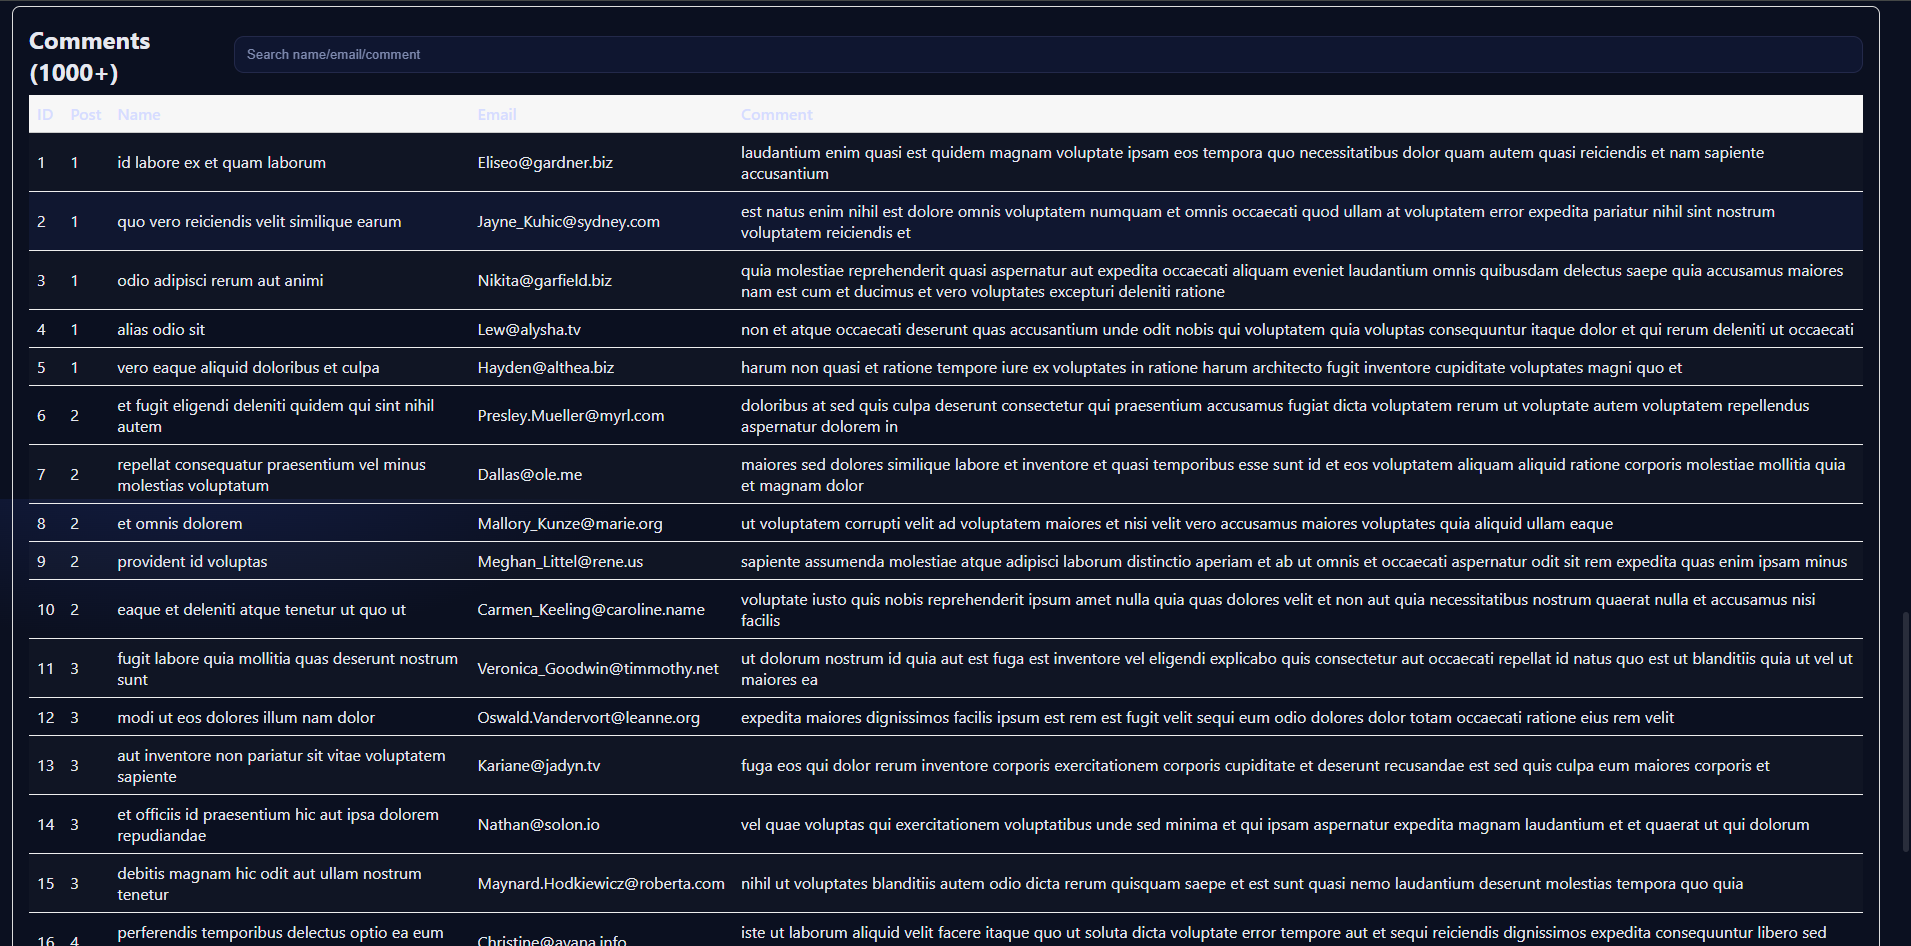 Comments
(1000+)
Search name/email/comment
ID Post Name Email Comment
1 1 id labore ex et quam laborum Eliseo@gardner.biz laudantium enim quasi est quidem magnam voluptate ipsam eos tempora quo necessitatibus dolor quam autem quasi reiciendis et nam sapiente
accusantium
2 1 quo vero reiciendis velit similique earum Jayne_Kuhic@sydney.com est natus enim nihil est dolore omnis voluptatem numquam et omnis occaecati quod ullam at voluptatem error expedita pariatur nihil sint nostrum
voluptatem reiciendis et
3 1 odio adipisci rerum aut animi Nikita@garfield.biz quia molestiae reprehenderit quasi aspernatur aut expedita occaecati aliquam eveniet laudantium omnis quibusdam delectus saepe quia accusamus maiores
nam est cum et ducimus et vero voluptates excepturi deleniti ratione
4 1 alias odio sit Lew@alysha.tv non et atque occaecati deserunt quas accusantium unde odit nobis qui voluptatem quia voluptas consequuntur itaque dolor et qui rerum deleniti ut occaecati
5 1 vero eaque aliquid doloribus et culpa Hayden@althea.biz harum non quasi et ratione tempore iure ex voluptates in ratione harum architecto fugit inventore cupiditate voluptates magni quo et
6 2 et fugit eligendi deleniti quidem qui sint nihil
autem Presley.Mueller@myrl.com doloribus at sed quis culpa deserunt consectetur qui praesentium accusamus fugiat dicta voluptatem rerum ut voluptate autem voluptatem repellendus
aspernatur dolorem in
7 2 repellat consequatur praesentium vel minus
molestias voluptatum Dallas@ole.me maiores sed dolores similique labore et inventore et quasi temporibus esse sunt id et eos voluptatem aliquam aliquid ratione corporis molestiae mollitia quia
et magnam dolor
8 2 et omnis dolorem Mallory_Kunze@marie.org ut voluptatem corrupti velit ad voluptatem maiores et nisi velit vero accusamus maiores voluptates quia aliquid ullam eaque
9 2 provident id voluptas Meghan_Littel@rene.us sapiente assumenda molestiae atque adipisci laborum distinctio aperiam et ab ut omnis et occaecati aspernatur odit sit rem expedita quas enim ipsam minus
10 2 eaque et deleniti atque tenetur ut quo ut Carmen_Keeling@caroline.name voluptate iusto quis nobis reprehenderit ipsum amet nulla quia quas dolores velit et non aut quia necessitatibus nostrum quaerat nulla et accusamus nisi
facilis
11 3 fugit labore quia mollitia quas deserunt nostrum
sunt Veronica_Goodwin@timmothy.net ut dolorum nostrum id quia aut est fuga est inventore vel eligendi explicabo quis consectetur aut occaecati repellat id natus quo est ut blanditiis quia ut vel ut
maiores ea
12 3 modi ut eos dolores illum nam dolor Oswald.Vandervort@leanne.org expedita maiores dignissimos facilis ipsum est rem est fugit velit sequi eum odio dolores dolor totam occaecati ratione eius rem velit
13 3 aut inventore non pariatur sit vitae voluptatem
sapiente Kariane@jadyn.tv fuga eos qui dolor rerum inventore corporis exercitationem corporis cupiditate et deserunt recusandae est sed quis culpa eum maiores corporis et
14 3 et officiis id praesentium hic aut ipsa dolorem
repudiandae Nathan@solon.io vel quae voluptas qui exercitationem voluptatibus unde sed minima et qui ipsam aspernatur expedita magnam laudantium et et quaerat ut qui dolorum
15 3 debitis magnam hic odit aut ullam nostrum
tenetur Maynard.Hodkiewicz@roberta.com nihil ut voluptates blanditiis autem odio dicta rerum quisquam saepe et est sunt quasi nemo laudantium deserunt molestias tempora quo quia
16 4 perferendis temporibus delectus optio ea eum Christine@ayana.info iste ut laborum aliquid velit facere itaque quo ut soluta dicta voluptate error tempore aut et sequi reiciendis dignissimos expedita consequuntur libero sed